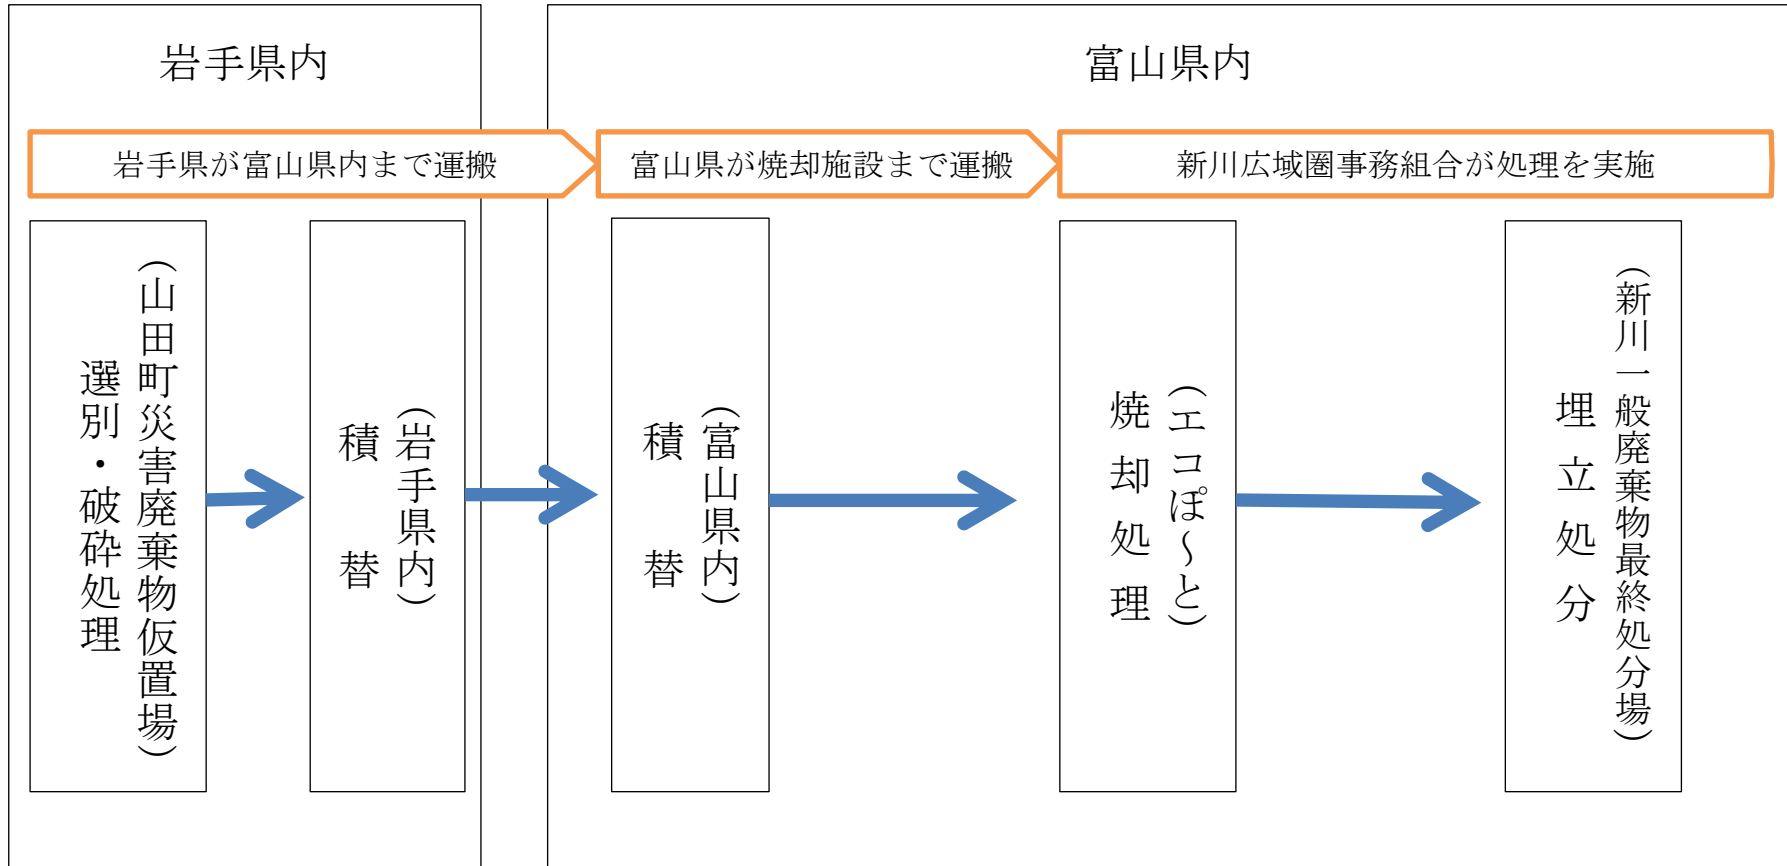 岩手県内
富山県内
岩手県が富山県内まで運搬
富山県が焼却施設まで運搬
新川広域圏事務組合が処理を実施
(山田町災害廃棄物仮置場)
選別・破砕処理
(岩手県内)
積替
(富山県内)
積替
(エコぽ～と)
焼却処理
(新川一般廃棄物最終処分場)
埋立処分